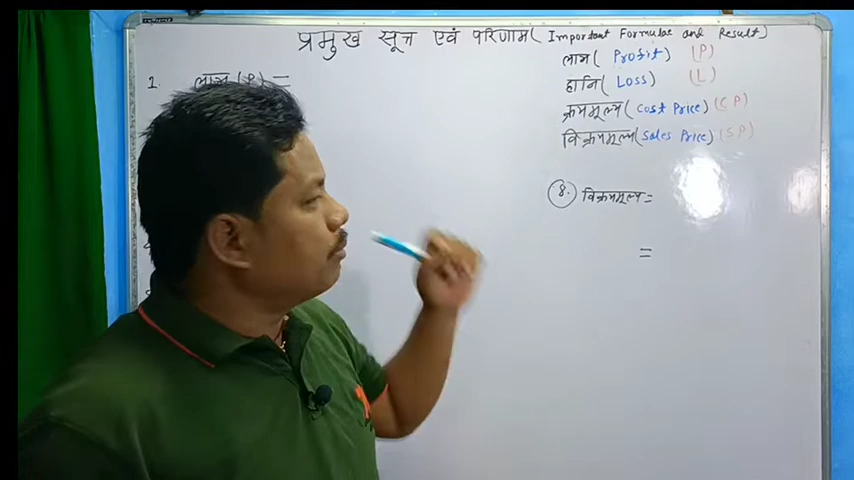 प्रमुख सूत्र एवं परिणाम( Important Formulae and Result)
लाभ( Profit) (P)
हानि( Loss) (L)
क्रयमूल्य( Cost Price) (C P)
विक्रयमूल्य( Sales Price) (S P)
1. लाभ (P) =
8. विक्रयमूल्य =
=